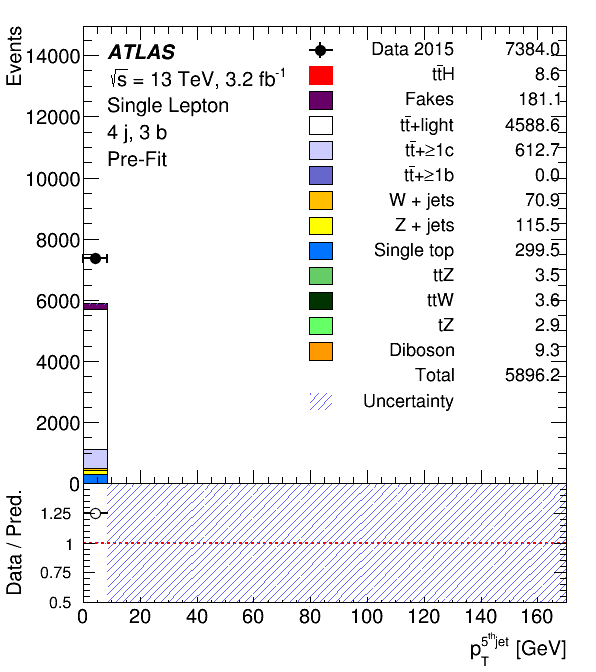 Events
14000
12000
10000
8000
6000
4000
2000
0
ATLAS
√s = 13 TeV, 3.2 fb⁻¹
Single Lepton
4 j, 3 b
Pre-Fit
Data 2015 7384.0
tt̄H 8.6
Fakes 181.1
tt̄+light 4588.6
tt̄+≥1c 612.7
tt̄+≥1b 0.0
W + jets 70.9
Z + jets 115.5
Single top 299.5
ttZ 3.5
ttW 3.6
tZ 2.9
Diboson 9.3
Total 5896.2
Uncertainty
Data / Pred.
1.25
1
0.75
0.5
0 20 40 60 80 100 120 140 160
p_T^{5th jet} [GeV]